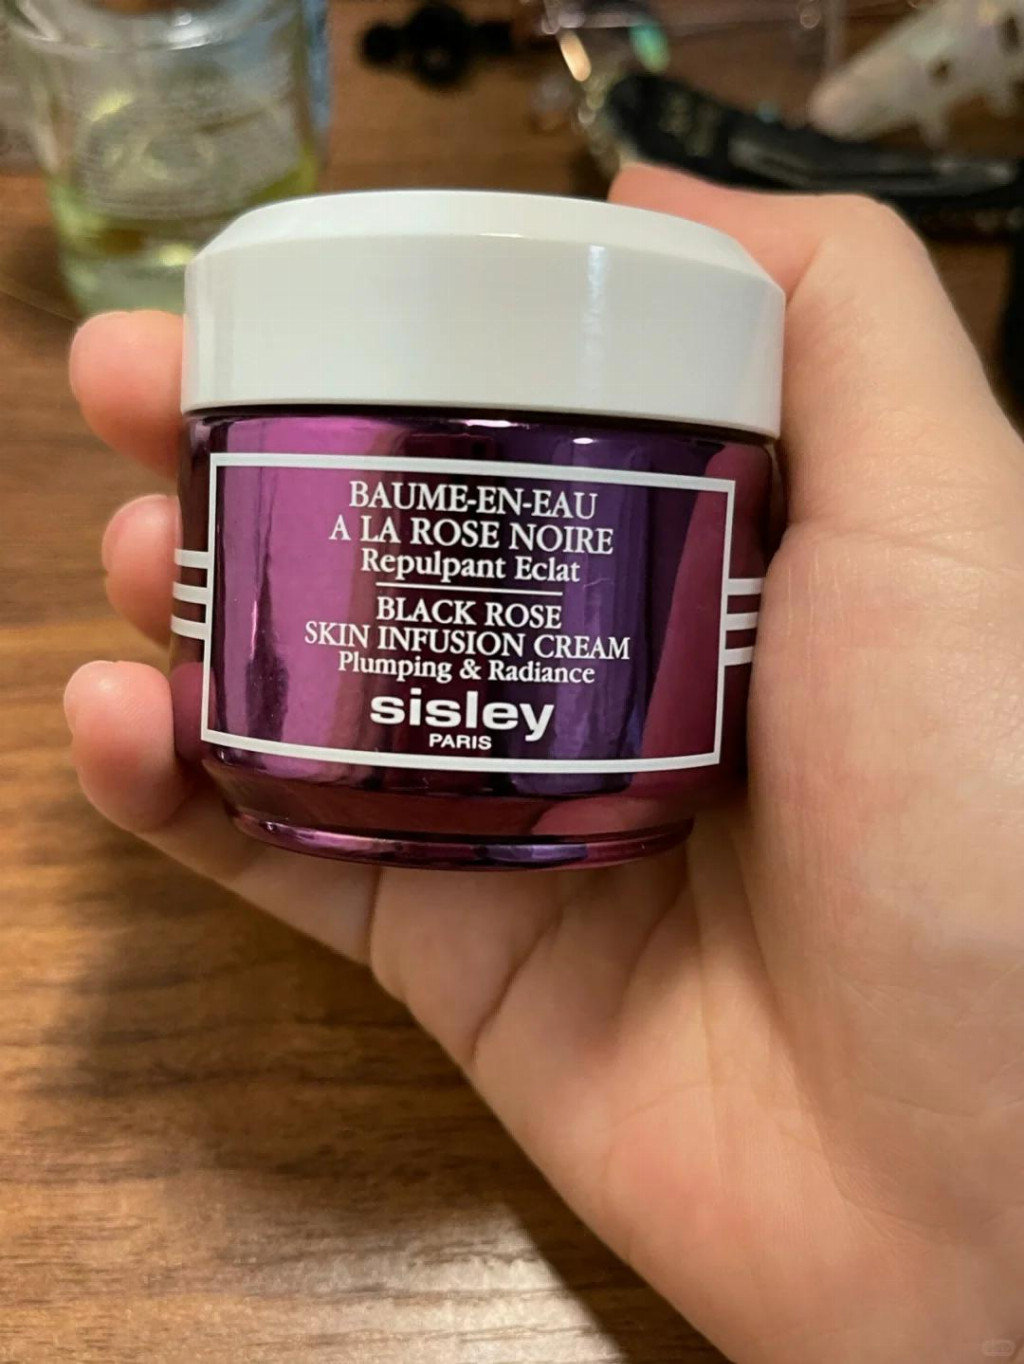 BAUME-EN-EAU
A LA ROSE NOIRE
Repulpant Eclat
BLACK ROSE
SKIN INFUSION CREAM
Plumping & Radiance
sisley
PARIS